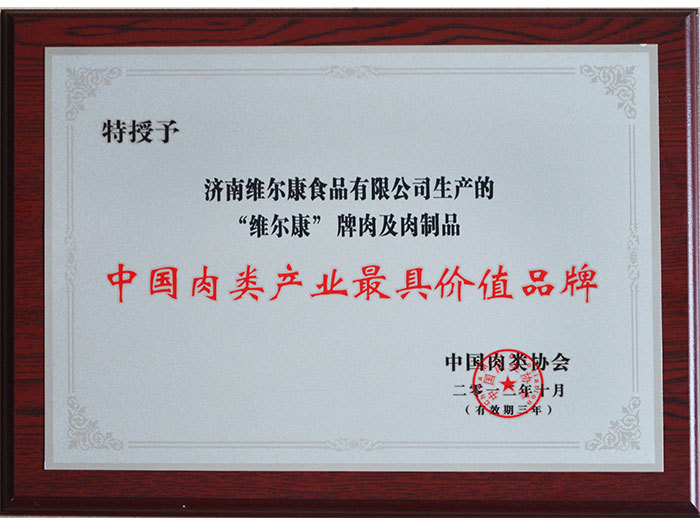 特授予
济南维尔康食品有限公司生产的
“维尔康”牌肉及肉制品
中国肉类产业最具价值品牌
中国肉类协会
二零一二年十月
(有效期三年)